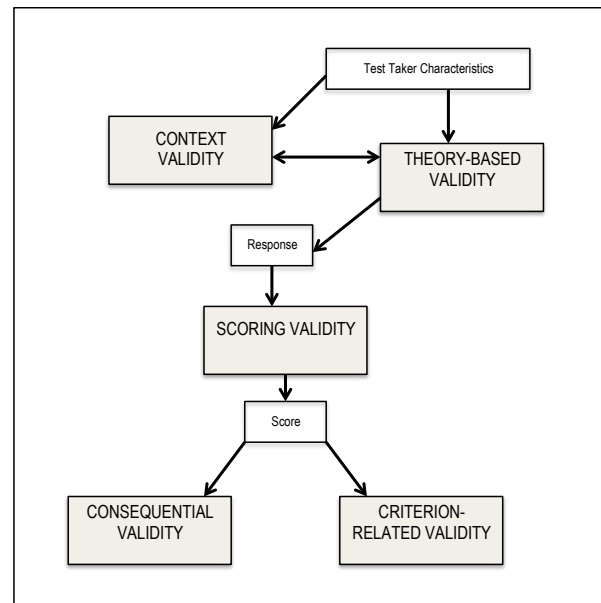 Test Taker Characteristics
CONTEXT
VALIDITY
THEORY-BASED
VALIDITY
Response
SCORING VALIDITY
Score
CONSEQUENTIAL
VALIDITY
CRITERION-
RELATED VALIDITY